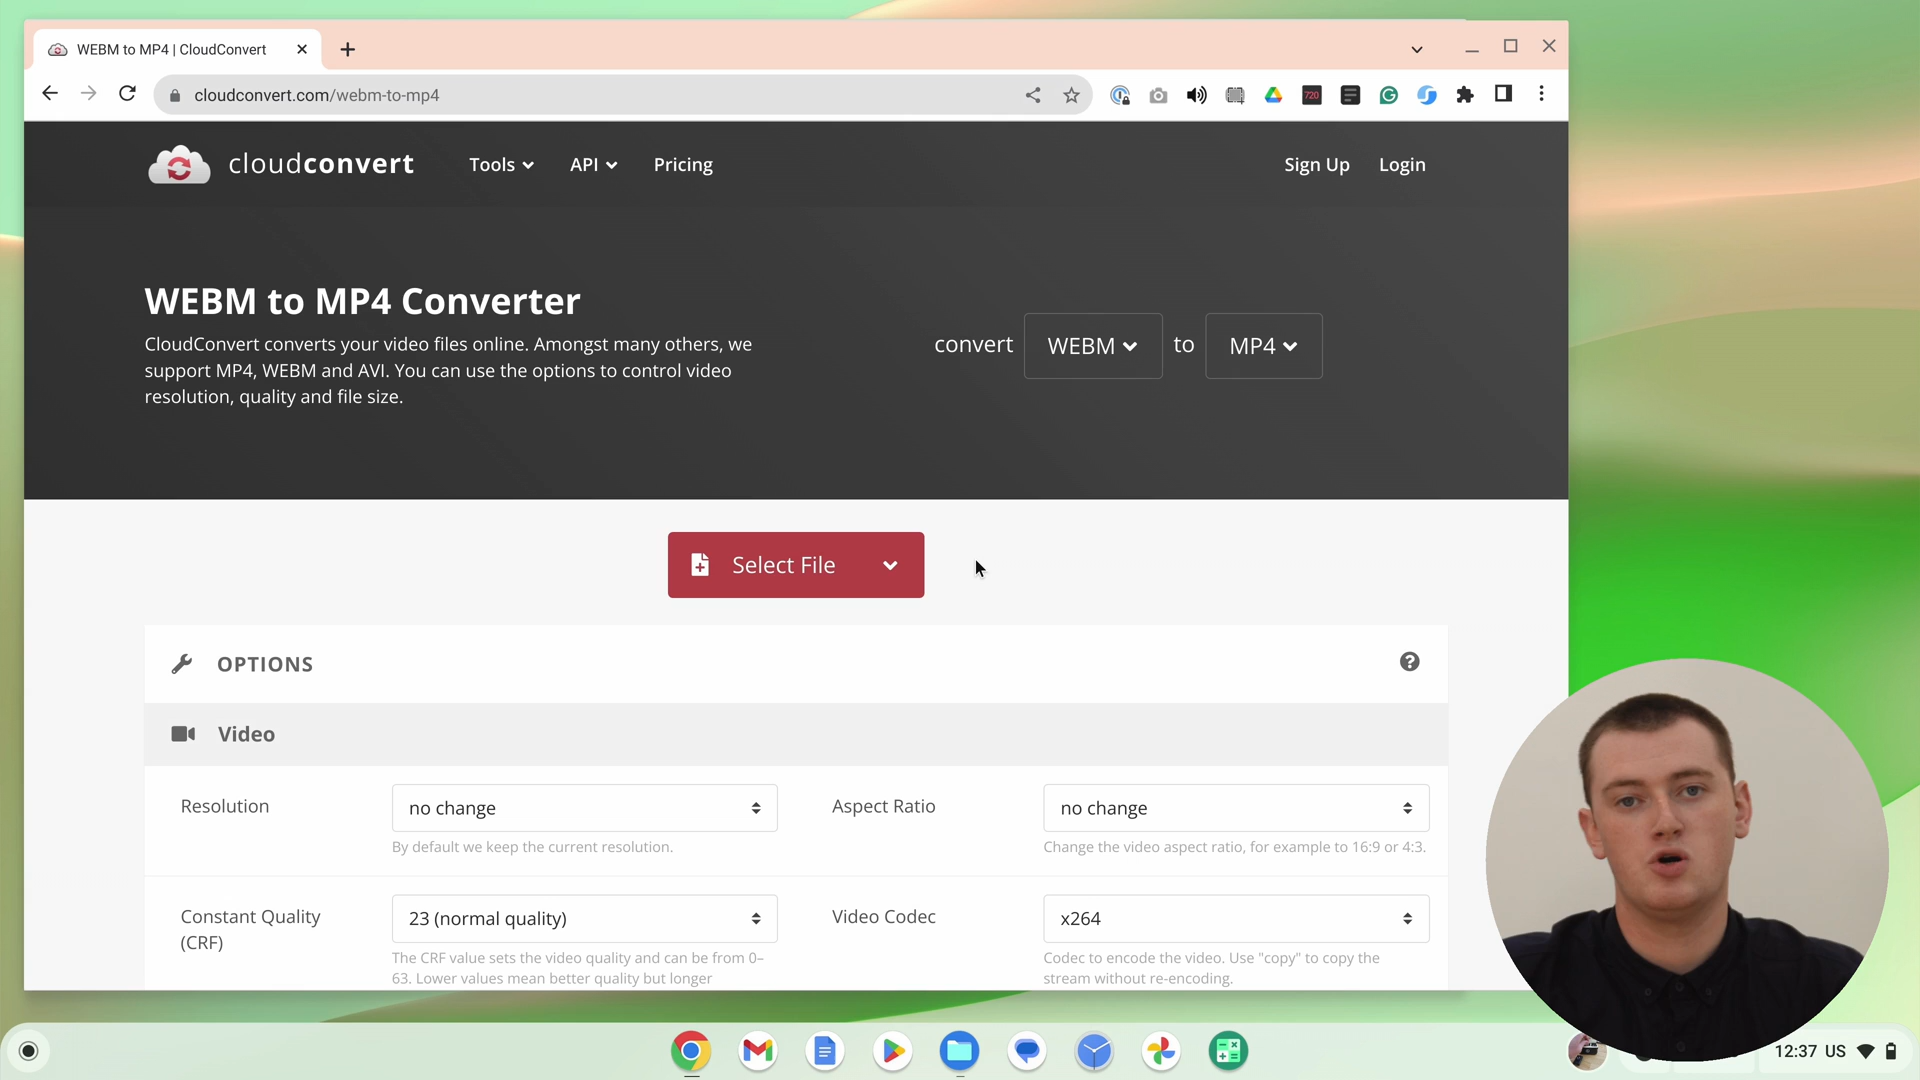 WEBM to MP4 | CloudConvert
cloudconvert.com/webm-to-mp4
720
cloudconvert
Tools
API
Pricing
Sign Up
Login
WEBM to MP4 Converter
CloudConvert converts your video files online. Amongst many others, we
support MP4, WEBM and AVI. You can use the options to control video
resolution, quality and file size.
convert
WEBM
to
MP4
Select File
OPTIONS
Video
Resolution
no change
By default we keep the current resolution.
Aspect Ratio
no change
Change the video aspect ratio, for example to 16:9 or 4:3.
Constant Quality
(CRF)
23 (normal quality)
The CRF value sets the video quality and can be from 0–
63. Lower values mean better quality but longer
Video Codec
x264
Codec to encode the video. Use "copy" to copy the
stream without re-encoding.
12:37 US